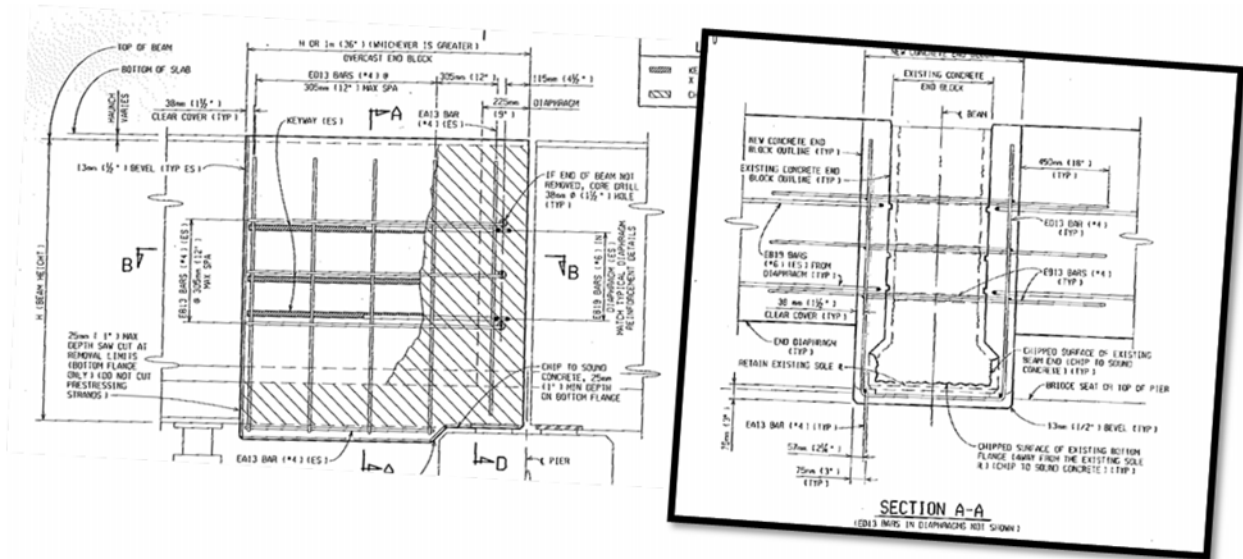 H OR 1m (36") (WHICHEVER IS GREATER)
OVERCAST END BLOCK
TOP OF BEAM
BOTTOM OF SLAB
ED13 BARS (#4) @
305mm (12") MAX SPA
305mm
(12")
115mm (4½")
225mm
(9")
DIAPHRAGM
HAUNCH
VARIES
38mm (1½")
CLEAR COVER (TYP)
A
EA13 BAR
(#4) (ES)
KEYWAY (ES)
13mm (½") BEVEL (TYP ES)
IF END OF BEAM NOT
REMOVED, CORE DRILL
38mm Ø (1½") HOLE
(TYP)
B
B
H (BEAM HEIGHT)
EB13 BARS (#4) (ES)
@ 305mm (12")
MAX SPA
EB19 BARS (#6) IN
DIAPHRAGM (ES)
MATCH TYPICAL DIAPHRAGM
REINFORCEMENT DETAILS
25mm (1") MAX
DEPTH SAW CUT AT
REMOVAL LIMITS
(BOTTOM FLANGE
ONLY) (DO NOT CUT
PRESTRESSING
STRANDS)
CHIP TO SOUND
CONCRETE, 25mm
(1") MIN DEPTH
ON BOTTOM FLANGE
EA13 BAR (#4) (ES)
A
D
PIER
NEW CONCRETE END
EXISTING CONCRETE
END BLOCK
BEAM
NEW CONCRETE END
BLOCK OUTLINE (TYP)
EXISTING CONCRETE END
BLOCK OUTLINE (TYP)
450mm (18")
(TYP)
ED13 BAR (#4)
(TYP)
EB19 BARS
(#6) (ES) FROM
DIAPHRAGM (TYP)
EB13 BARS (#4)
(TYP)
38 mm (1½")
CLEAR COVER (TYP)
END DIAPHRAGM
(TYP)
RETAIN EXISTING SOLE ℄
CHIPPED SURFACE OF EXISTING
BEAM END (CHIP TO SOUND
CONCRETE) (TYP)
BRIDGE SEAT OR TOP OF PIER
75mm (3")
(TYP)
EA13 BAR (#4) (TYP)
13mm (1/2") BEVEL (TYP)
57mm (2¼")
75mm (3")
(TYP)
CHIPPED SURFACE OF EXISTING BOTTOM
FLANGE (AWAY FROM THE EXISTING SOLE
℄) (CHIP TO SOUND CONCRETE) (TYP)
SECTION A-A
(ED13 BARS IN DIAPHRAGMS NOT SHOWN)